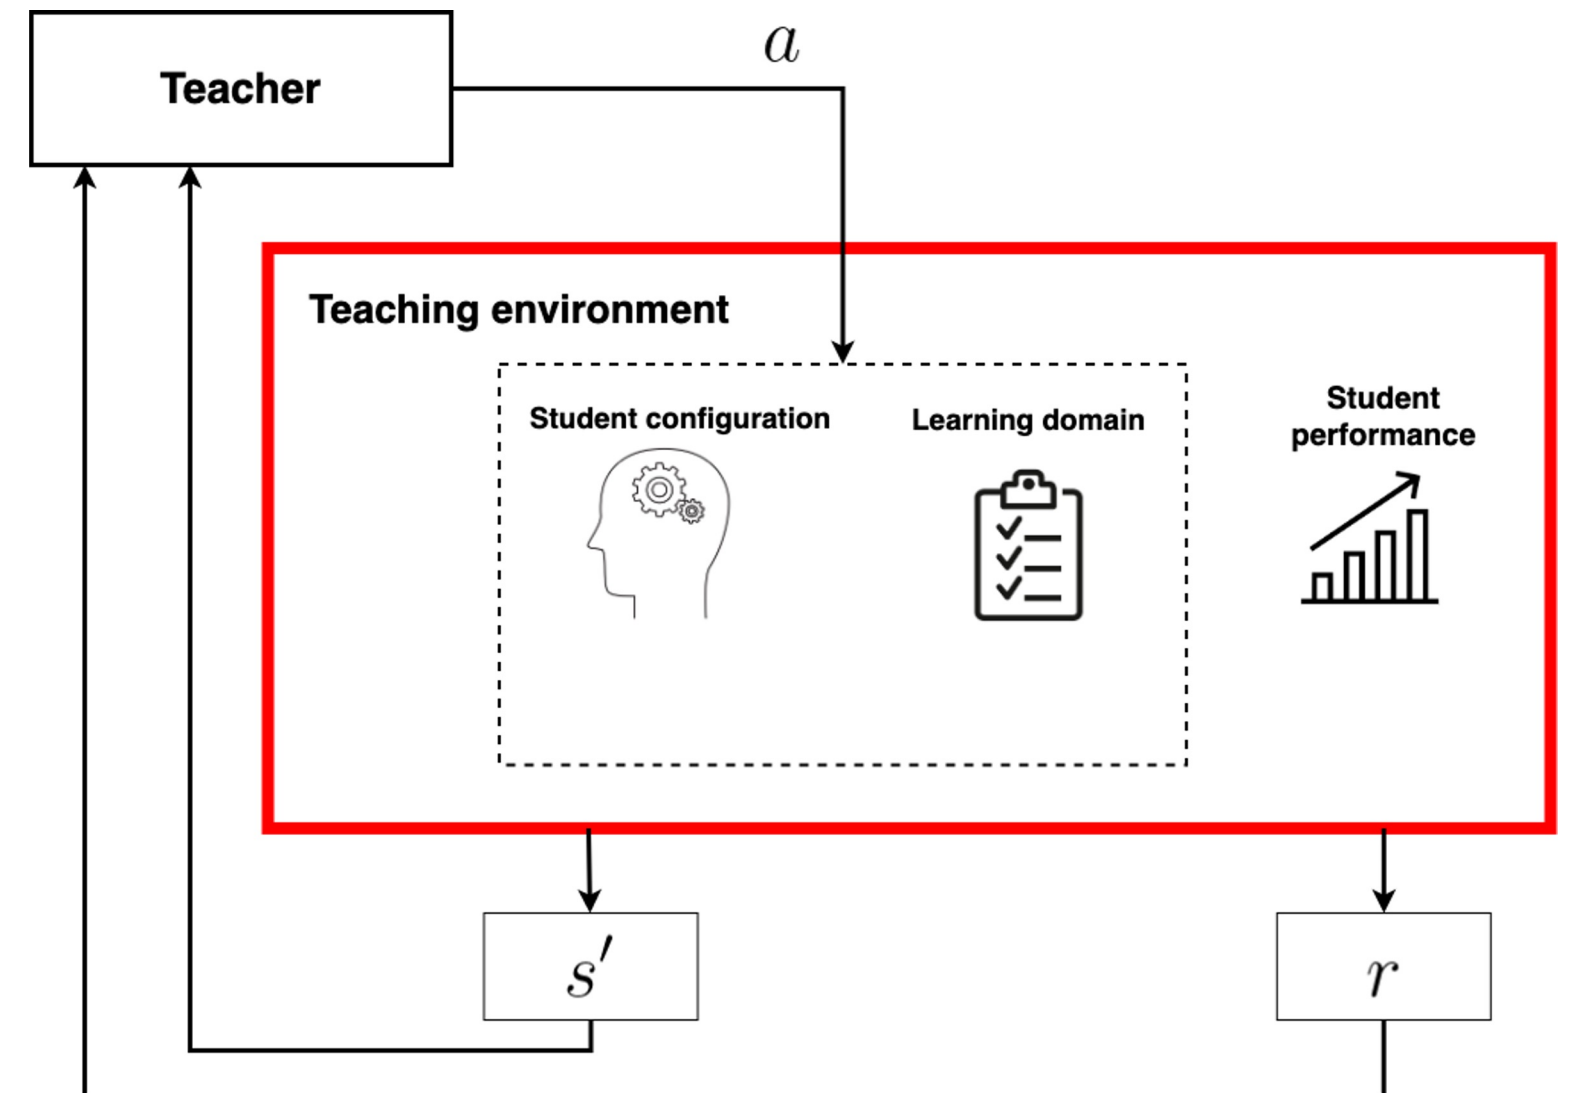 Teacher
a
Teaching environment
Student configuration
Learning domain
Student
performance
s′
r